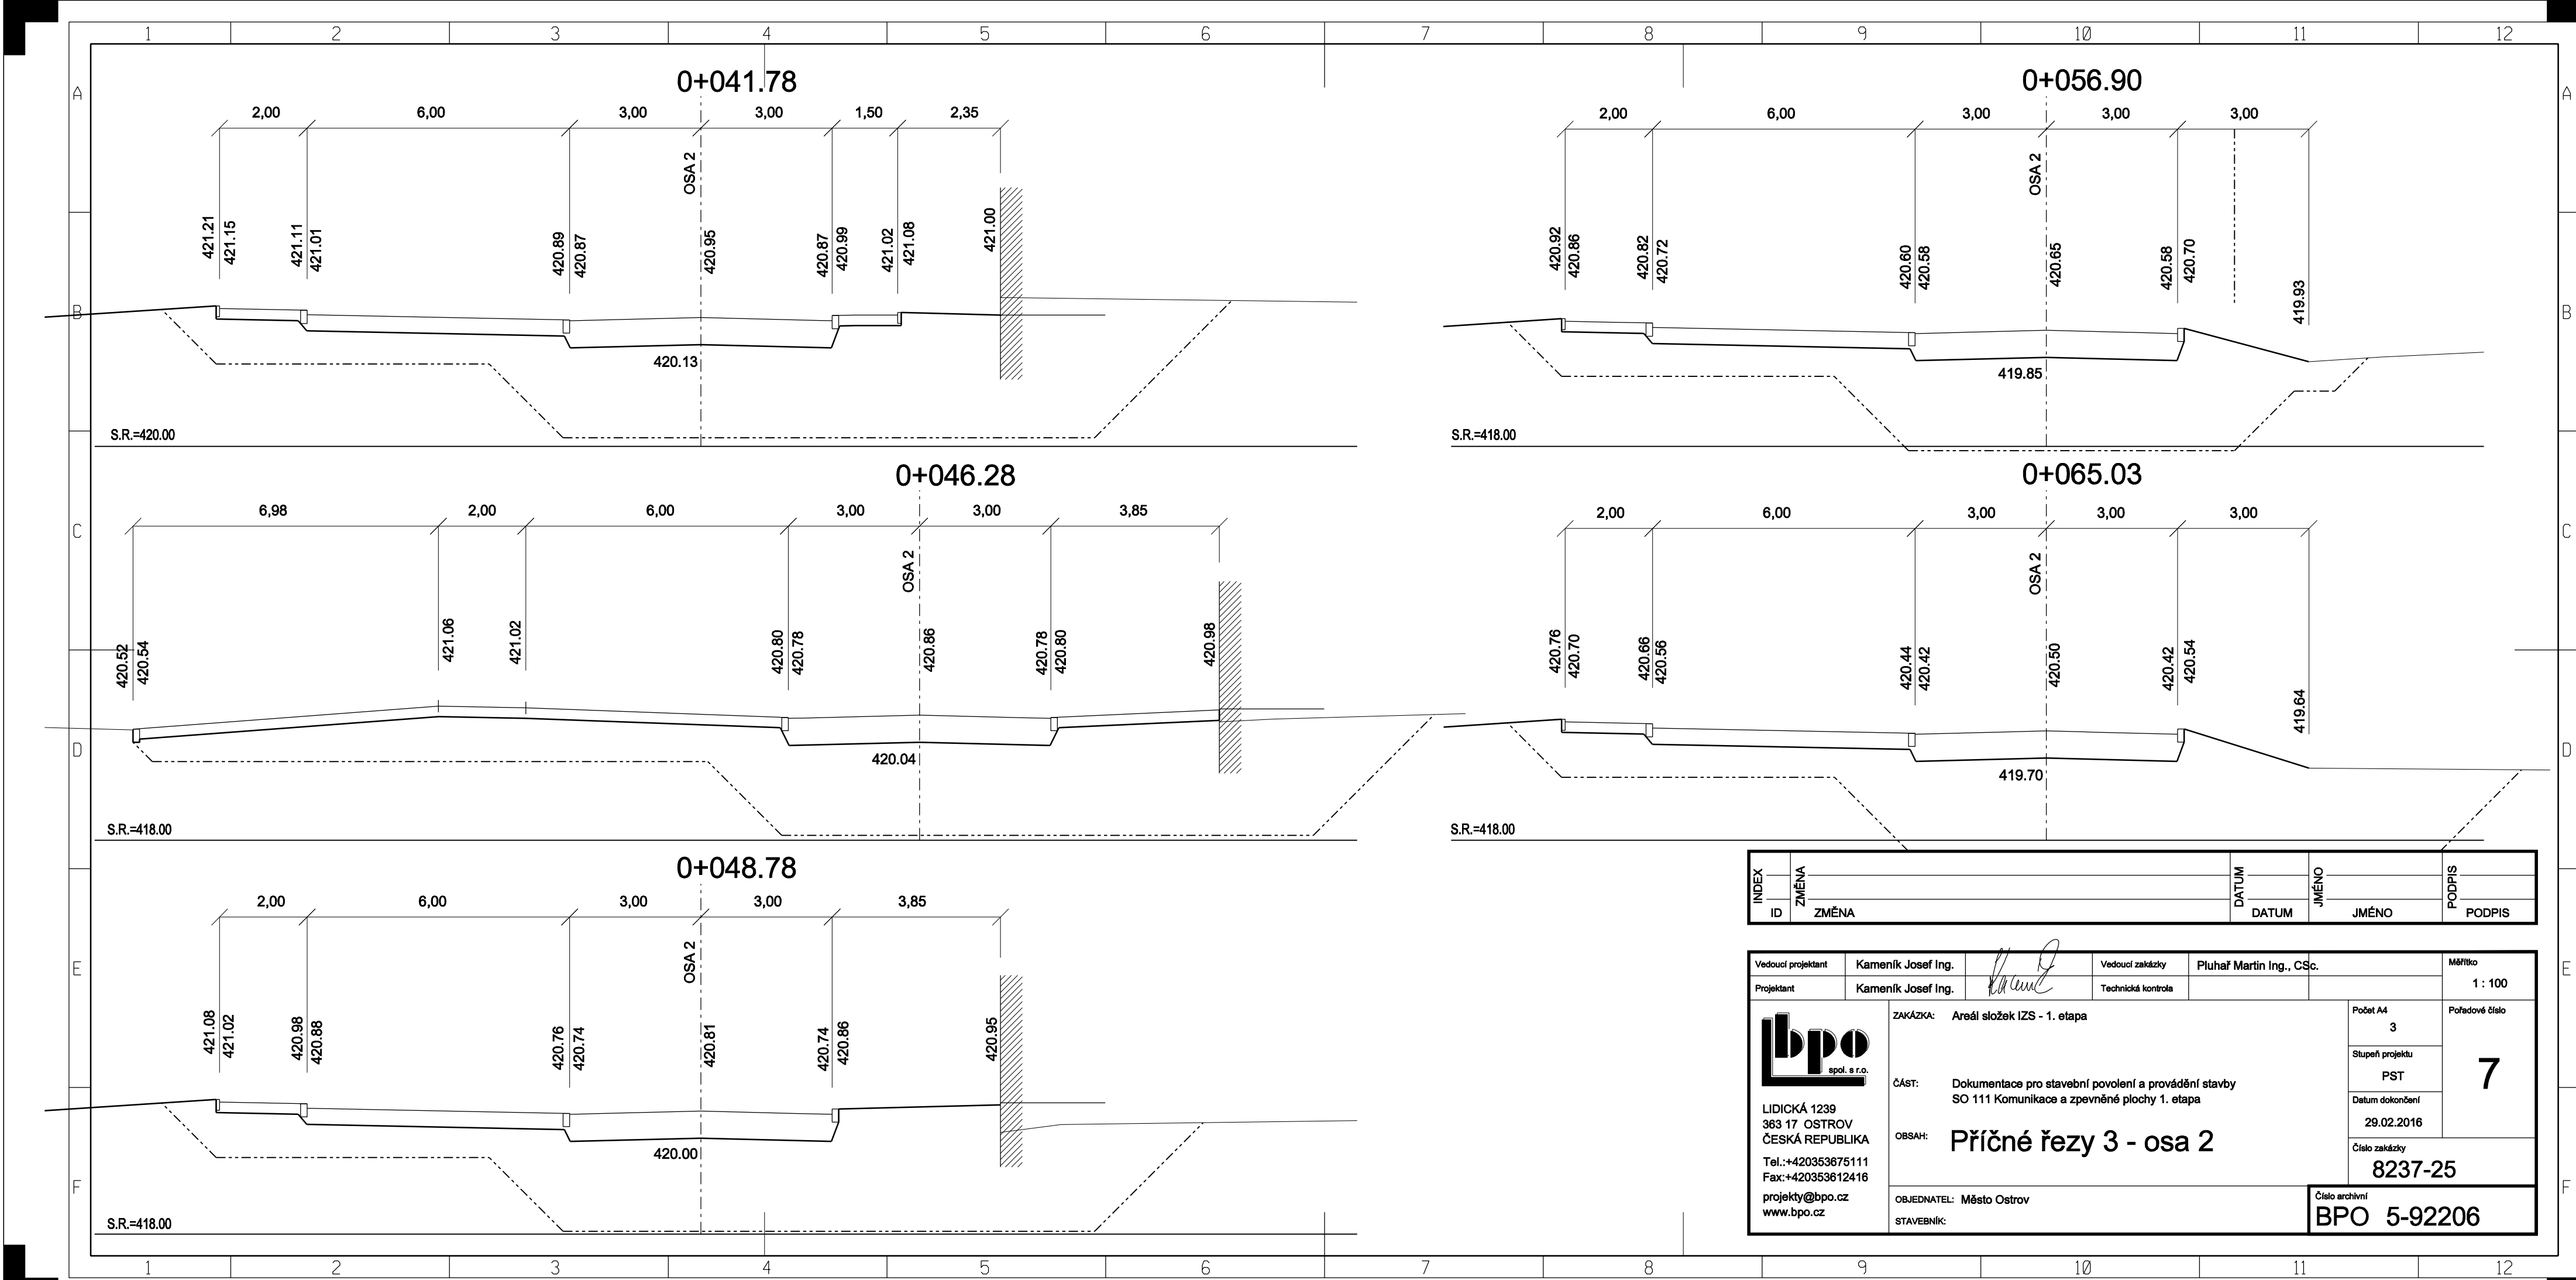 1 2 3 4 5 6 7 8 9 10 11 12
A A
B B
C C
D D
E E
F F
0+041.78
2,00 6,00 3,00 3,00 1,50 2,35
OSA 2
421.21 421.15 421.11 421.01 420.89 420.87 420.95 420.87 420.99 421.02 421.08 421.00
420.13
S.R.=420.00
0+046.28
6,98 2,00 6,00 3,00 3,00 3,85
OSA 2
420.52 420.54 421.06 421.02 420.80 420.78 420.86 420.78 420.80 420.98
420.04
S.R.=418.00
0+048.78
2,00 6,00 3,00 3,00 3,85
OSA 2
421.08 421.02 420.98 420.88 420.76 420.74 420.81 420.74 420.86 420.95
420.00
S.R.=418.00
0+056.90
2,00 6,00 3,00 3,00 3,00
OSA 2
420.92 420.86 420.82 420.72 420.60 420.58 420.65 420.58 420.70 419.93
419.85
S.R.=418.00
0+065.03
2,00 6,00 3,00 3,00 3,00
OSA 2
420.76 420.70 420.66 420.56 420.44 420.42 420.50 420.42 420.54 419.64
419.70
S.R.=418.00
INDEX ZMĚNA DATUM JMÉNO PODPIS
ID ZMĚNA DATUM JMÉNO PODPIS
Vedoucí projektant Kameník Josef Ing. Vedoucí zakázky Pluhař Martin Ing., CSc. Měřítko
Projektant Kameník Josef Ing. Technická kontrola 1 : 100
bpo
spol. s r.o.
LIDICKÁ 1239
363 17 OSTROV
ČESKÁ REPUBLIKA
Tel.:+420353675111
Fax:+420353612416
projekty@bpo.cz
www.bpo.cz
ZAKÁZKA: Areál složek IZS - 1. etapa
ČÁST: Dokumentace pro stavební povolení a provádění stavby
SO 111 Komunikace a zpevněné plochy 1. etapa
OBSAH: Příčné řezy 3 - osa 2
OBJEDNATEL: Město Ostrov
STAVEBNÍK:
Počet A4
3
Stupeň projektu
PST
Datum dokončení
29.02.2016
Pořadové číslo
7
Číslo zakázky
8237-25
Číslo archivní
BPO 5-92206
1 2 3 4 5 6 7 8 9 10 11 12